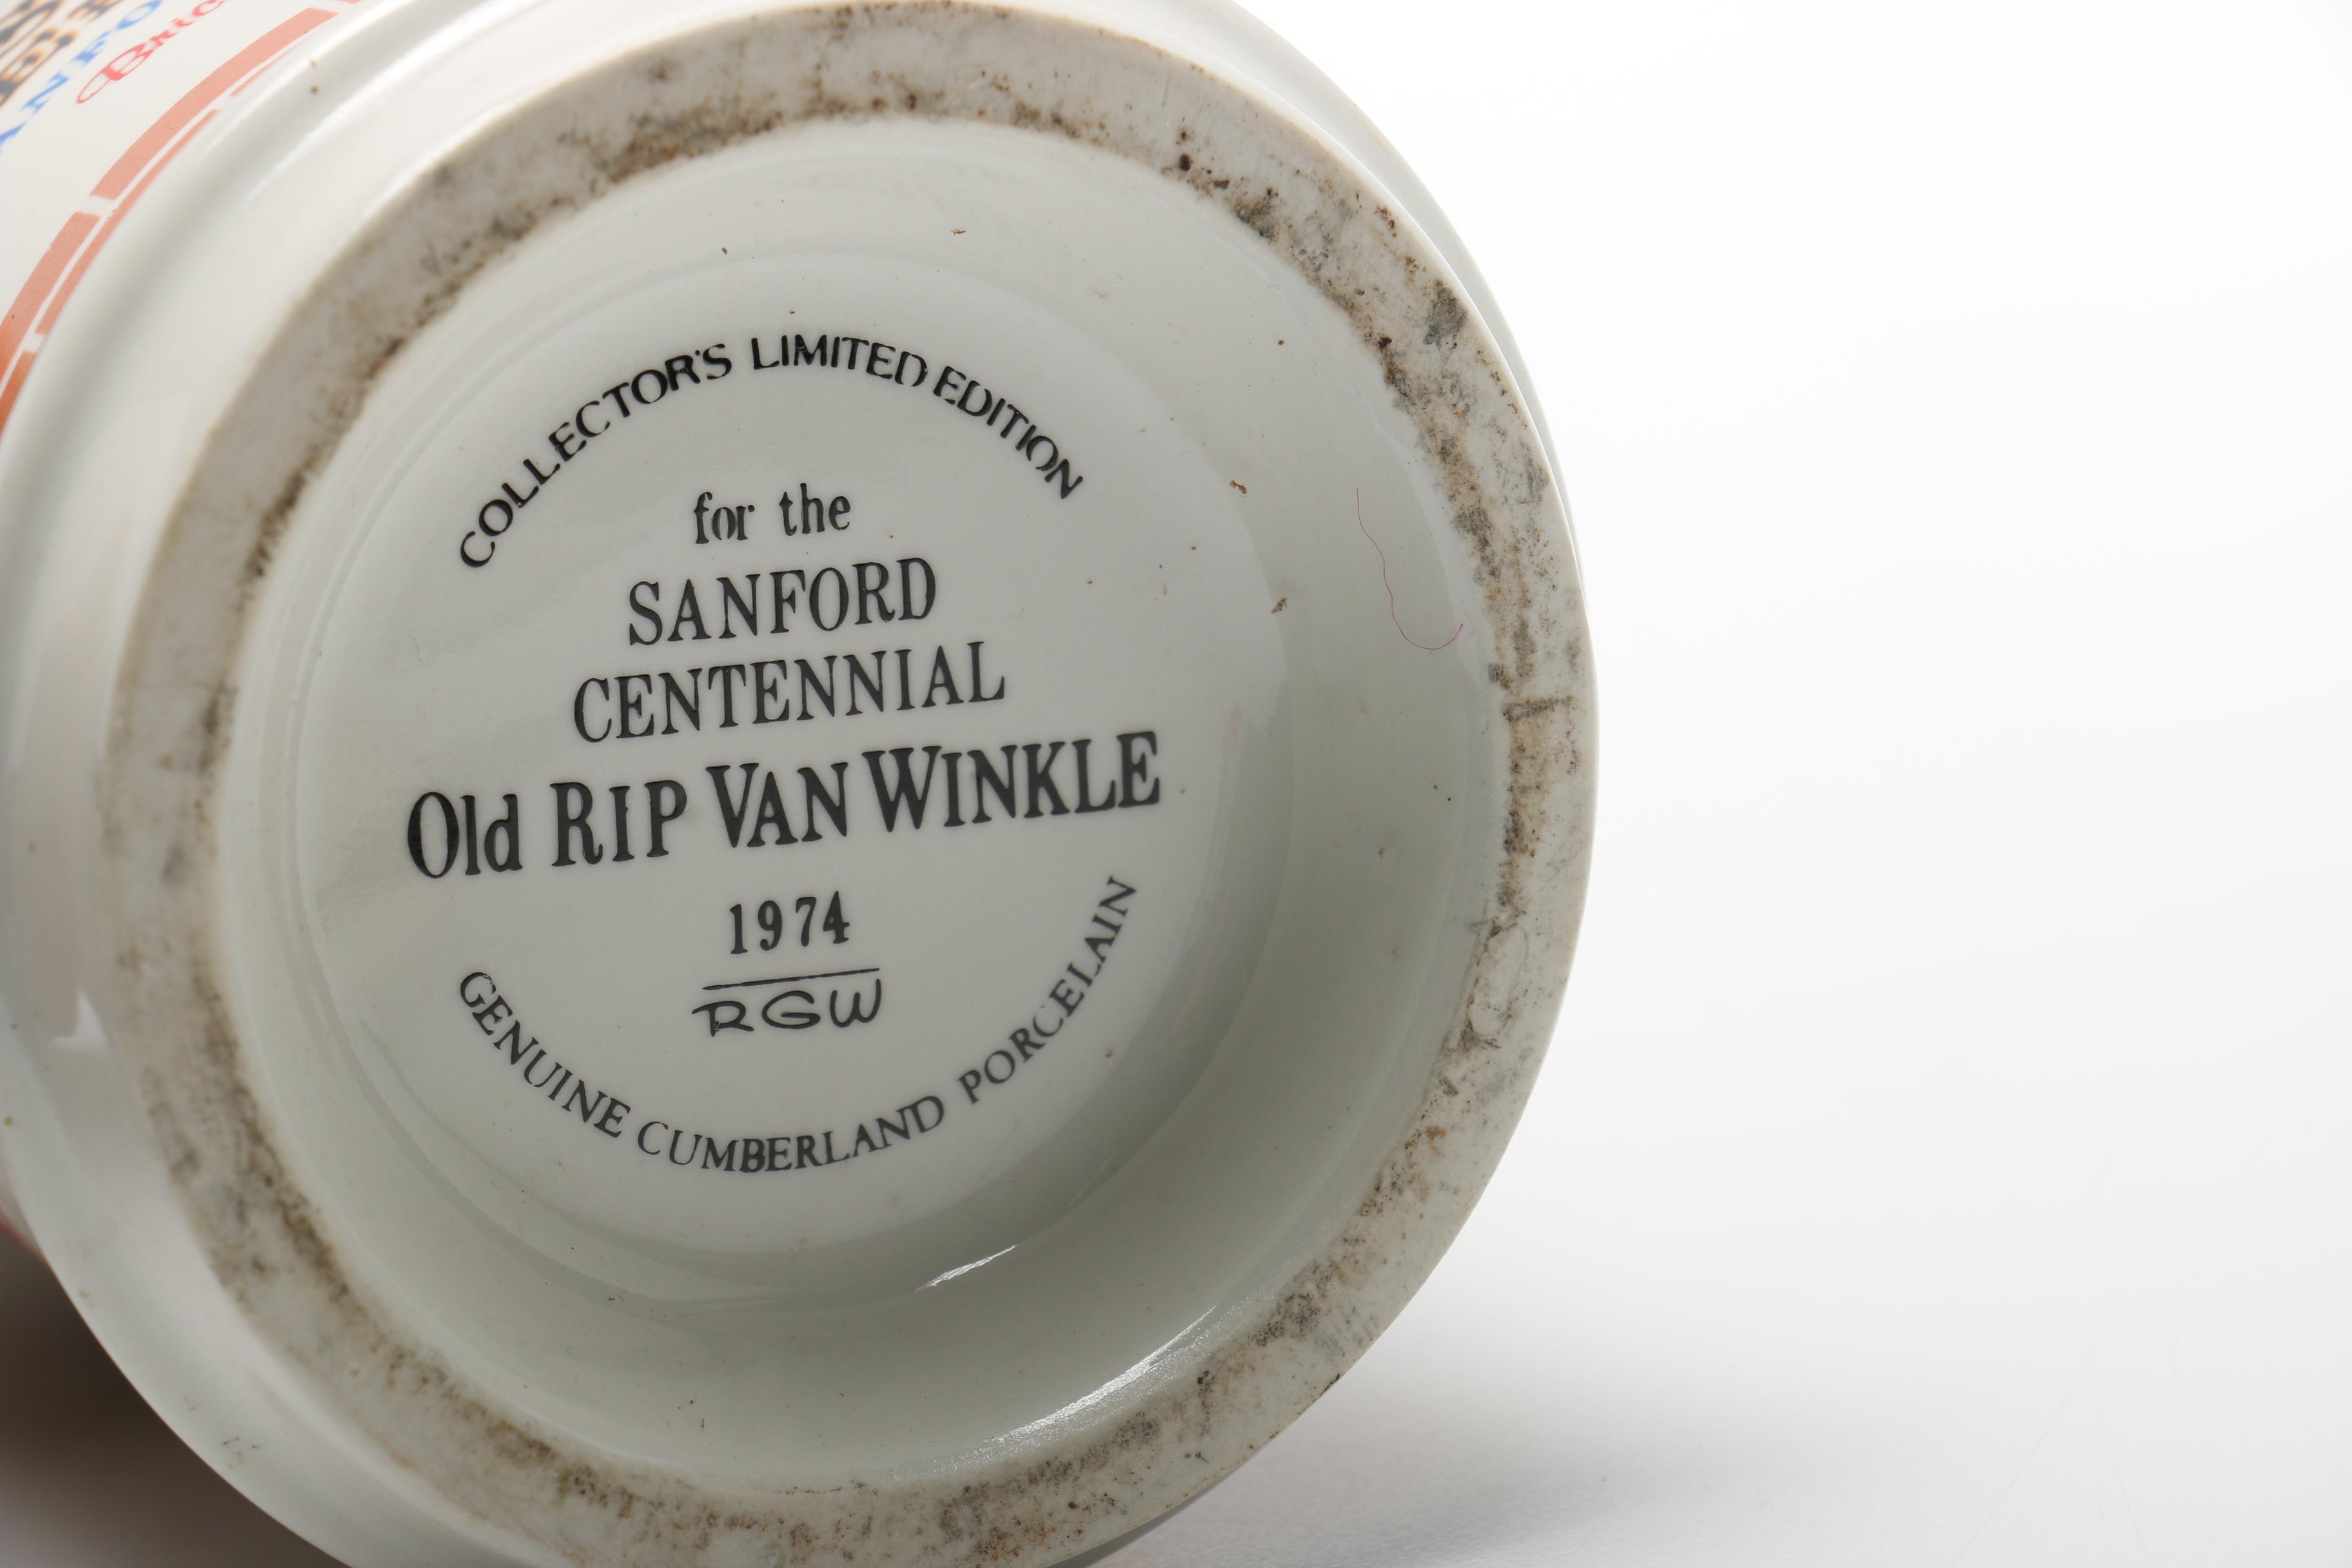 COLLECTOR'S LIMITED EDITION
for the
SANFORD
CENTENNIAL
Old RIP VAN WINKLE
1974
RGW
GENUINE CUMBERLAND PORCELAIN